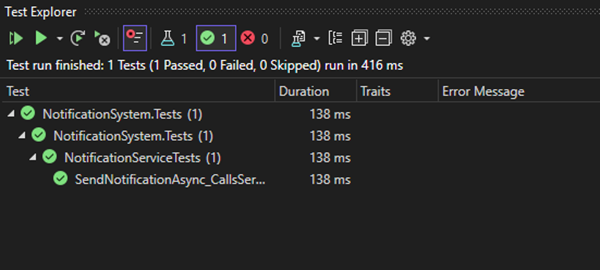 Test Explorer
1 1 0
Test run finished: 1 Tests (1 Passed, 0 Failed, 0 Skipped) run in 416 ms
Test Duration Traits Error Message
NotificationSystem.Tests (1) 138 ms
NotificationSystem.Tests (1) 138 ms
NotificationServiceTests (1) 138 ms
SendNotificationAsync_CallsSer... 138 ms